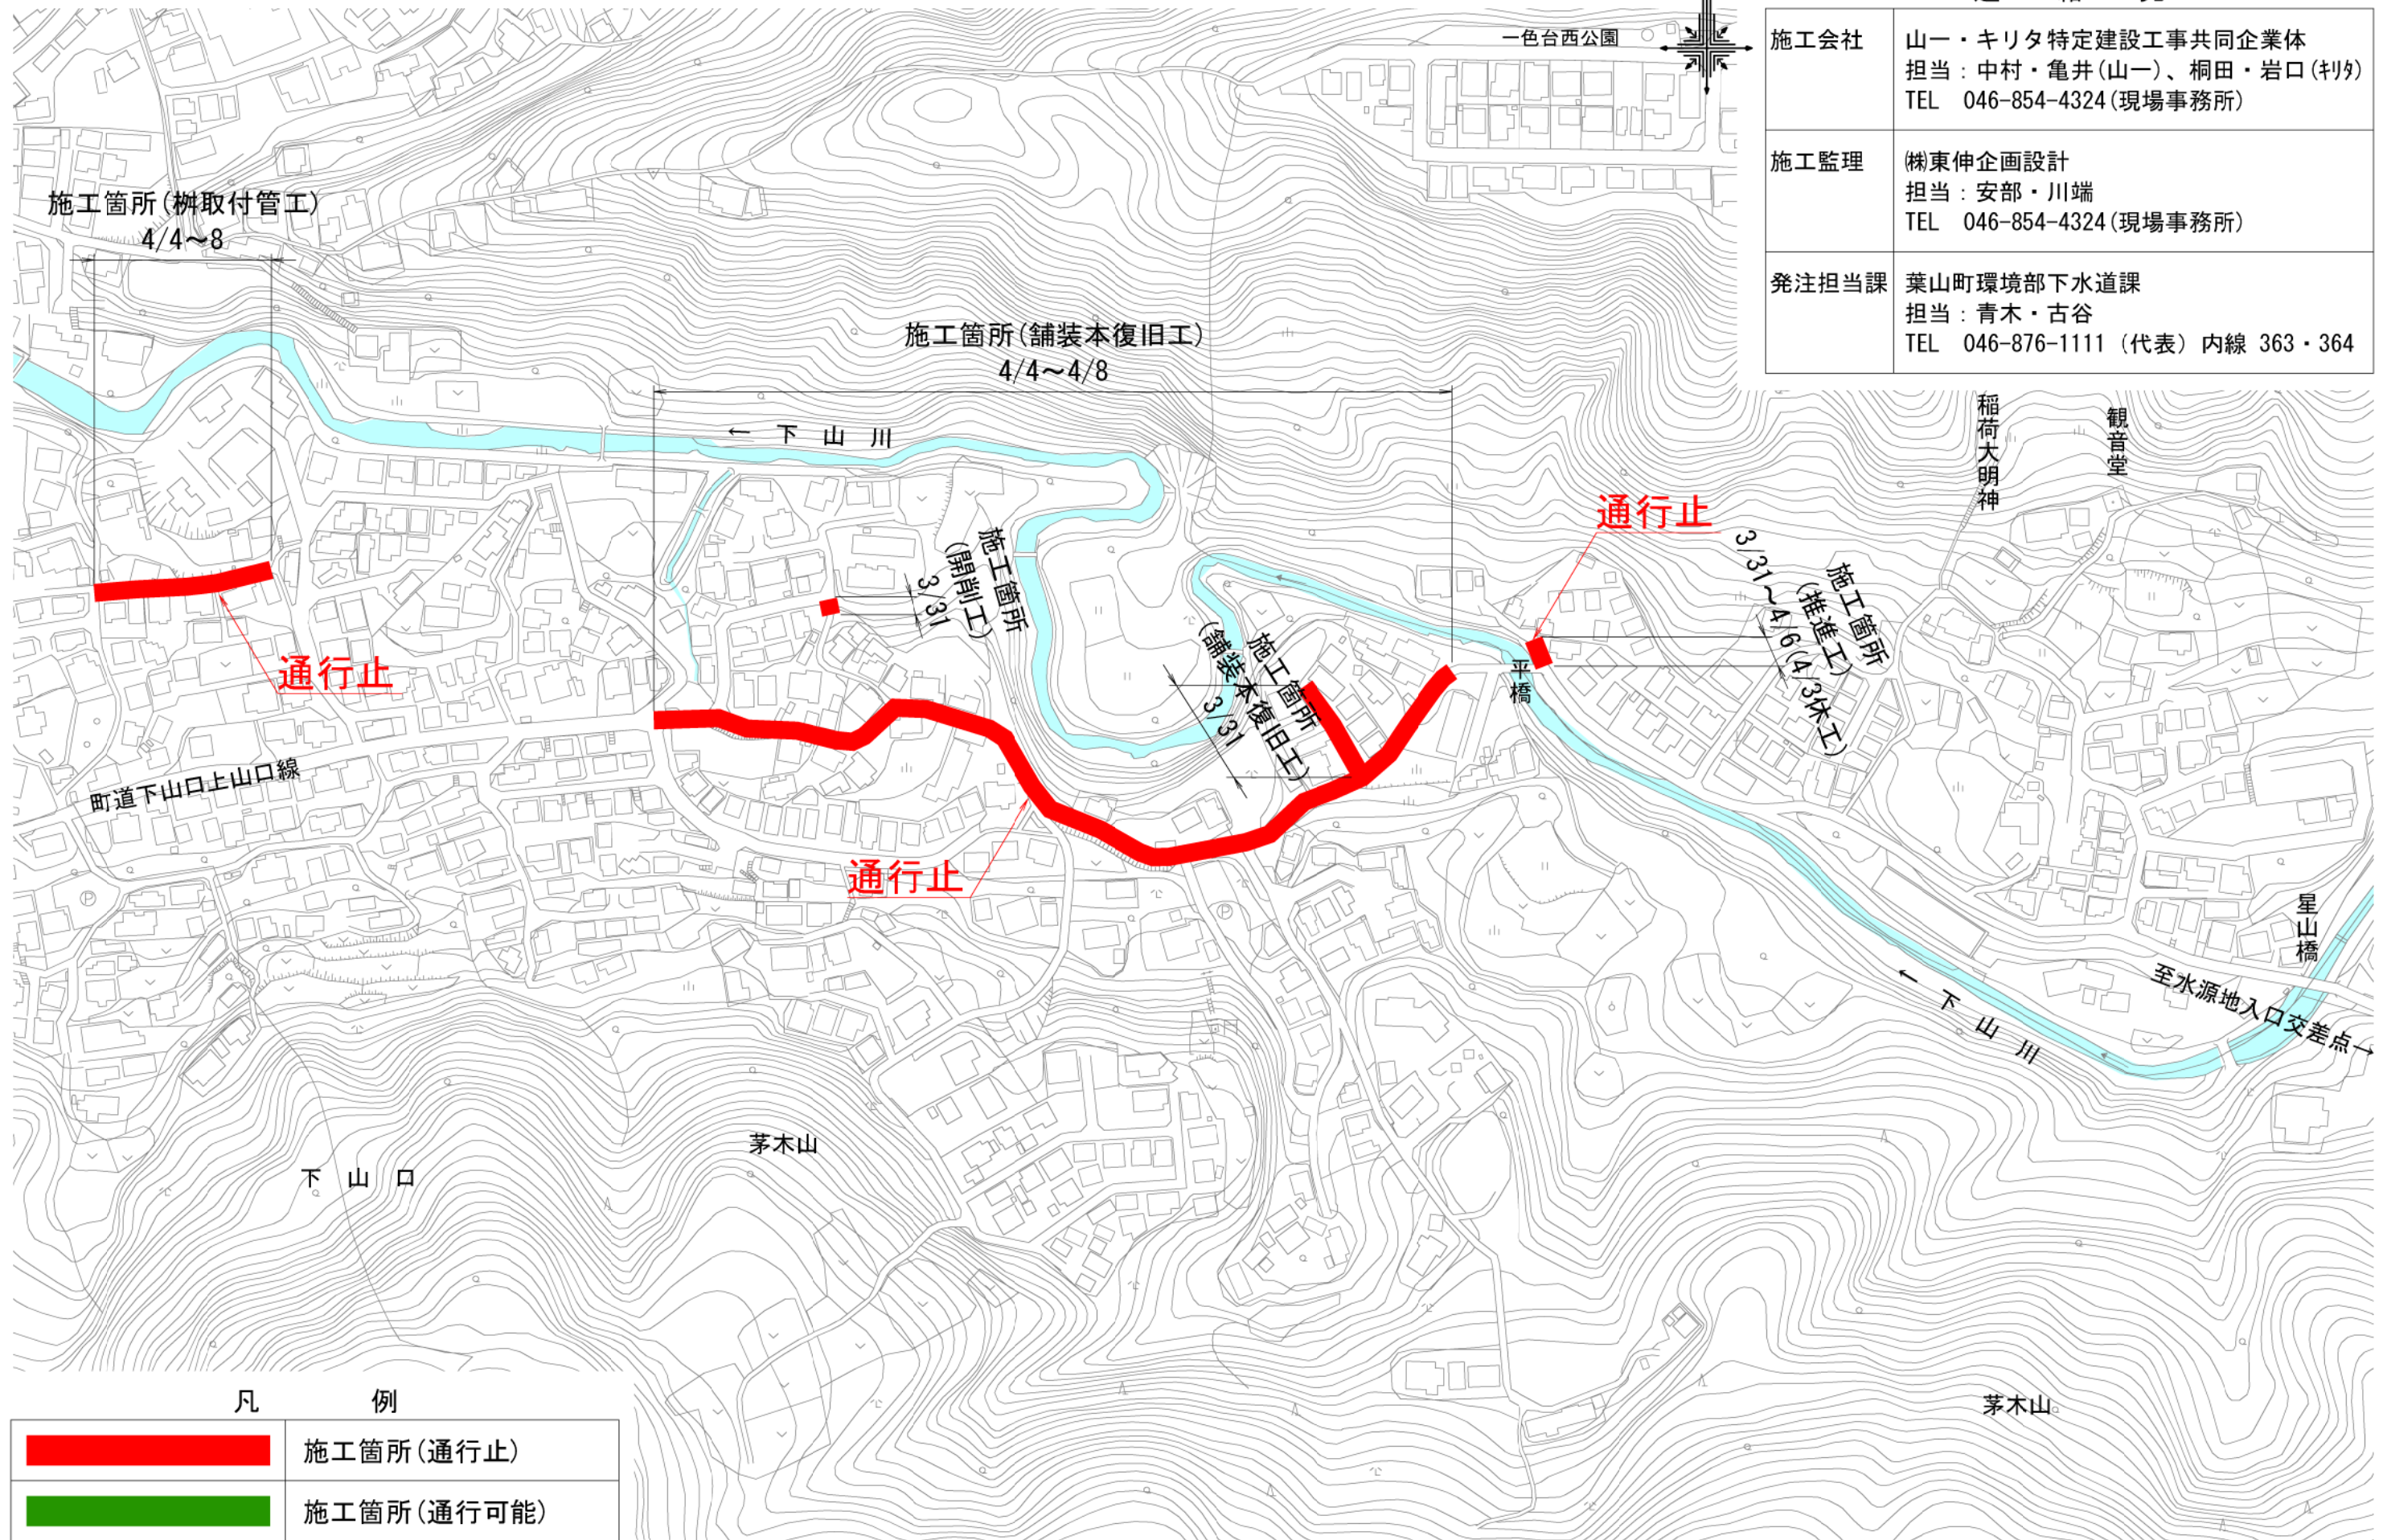 一色台西公園
施工会社
山一・キリタ特定建設工事共同企業体
担当：中村・亀井(山一)、桐田・岩口(ｷﾘﾀ)
TEL 046-854-4324(現場事務所)
施工監理
㈱東伸企画設計
担当：安部・川端
TEL 046-854-4324(現場事務所)
発注担当課
葉山町環境部下水道課
担当：青木・古谷
TEL 046-876-1111 (代表) 内線 363・364
施工箇所(桝取付管工)
4/4～8
施工箇所(舗装本復旧工)
4/4～4/8
← 下 山 川
稲荷大明神
観音堂
通行止
施工箇所
(開削工)
3/31
施工箇所
(推進工)
3/31～4/6(4/3休工)
施工箇所
(舗装本復旧工)
3/31
平橋
通行止
町道下山口上山口線
通行止
星山橋
至水源地入口交差点→
← 下 山 川
茅木山
下 山 口
茅木山
凡 例
施工箇所(通行止)
施工箇所(通行可能)